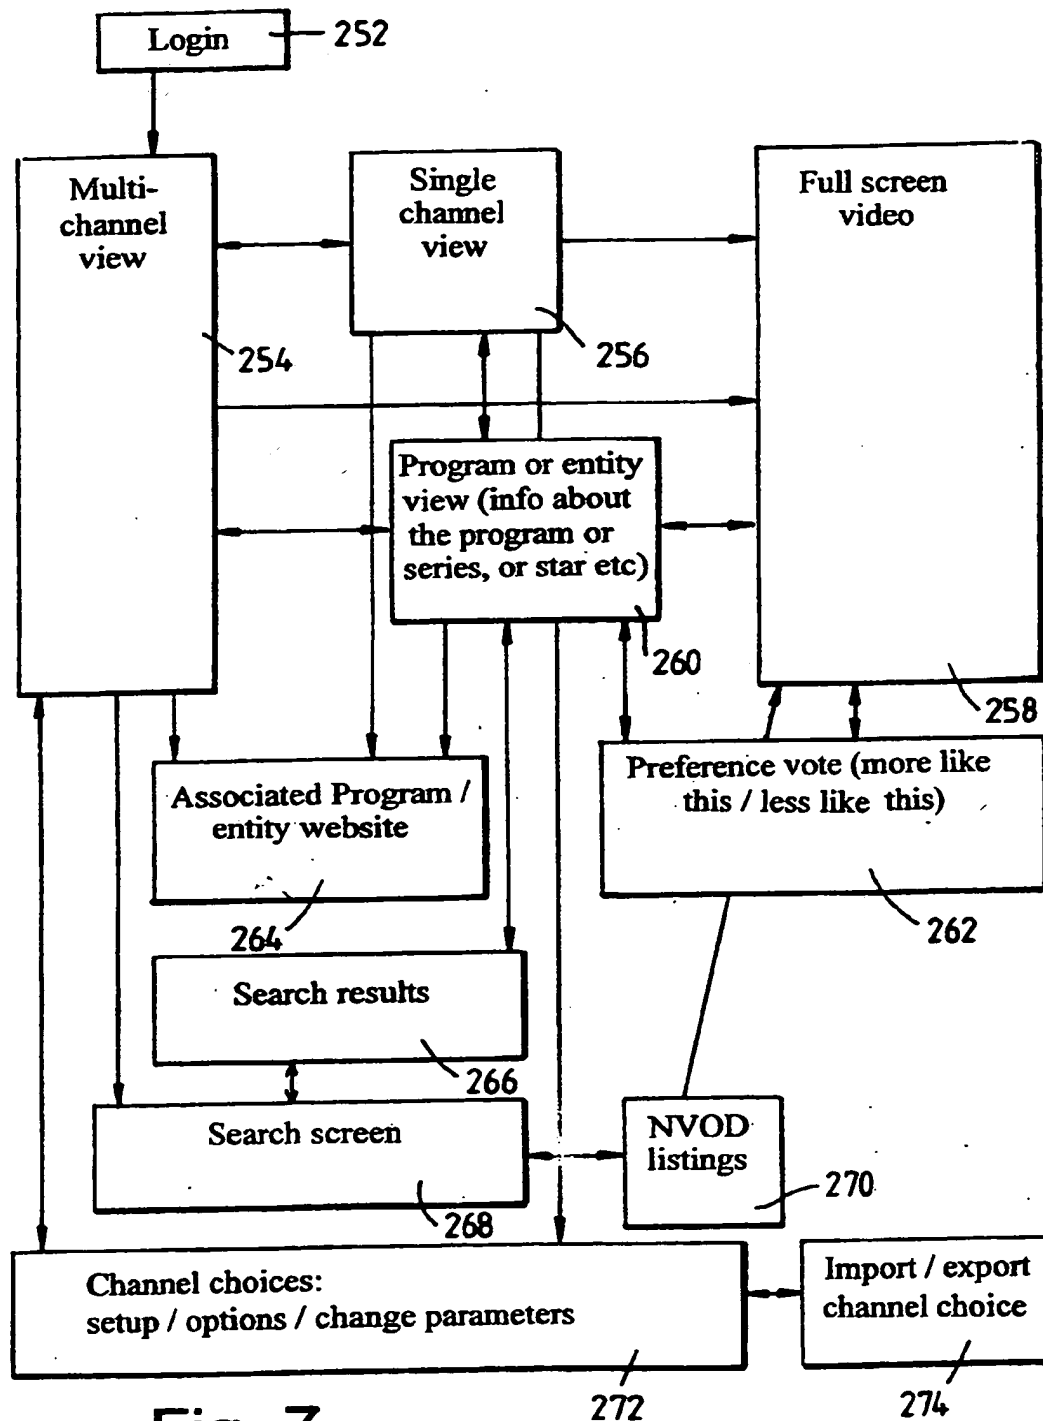 Login
252
Multi-
channel
view
254
Single
channel
view
256
Full screen
video
258
Program or entity
view (info about
the program or
series, or star etc)
260
Preference vote (more like
this / less like this)
262
Associated Program /
entity website
264
Search results
266
Search screen
268
NVOD
listings
270
Channel choices:
setup / options / change parameters
272
Import / export
channel choice
274